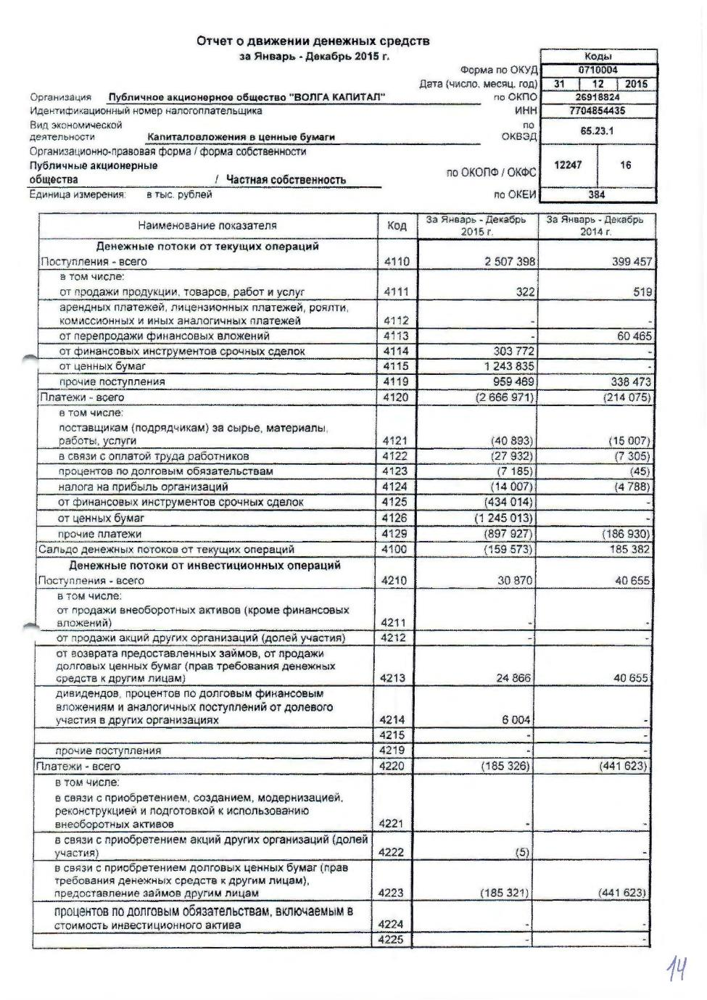 Отчет о движении денежных средств
за Январь - Декабрь 2015 г.
Коды
Форма по ОКУД 0710004
Дата (число, месяц, год) 31 12 2015
Организация Публичное акционерное общество "ВОЛГА КАПИТАЛ" по ОКПО 26918824
Идентификационный номер налогоплательщика ИНН 7704854435
Вид экономической
деятельности Капиталовложения в ценные бумаги по ОКВЭД 65.23.1
Организационно-правовая форма / форма собственности
Публичные акционерные
общества / Частная собственность по ОКОПФ / ОКФС 12247 16
Единица измерения: в тыс. рублей по ОКЕИ 384
Наименование показателя Код За Январь - Декабрь 2015 г. За Январь - Декабрь 2014 г.
Денежные потоки от текущих операций
Поступления - всего 4110 2 507 398 399 457
в том числе:
от продажи продукции, товаров, работ и услуг 4111 322 519
арендных платежей, лицензионных платежей, роялти,
комиссионных и иных аналогичных платежей 4112 - -
от перепродажи финансовых вложений 4113 - 60 465
от финансовых инструментов срочных сделок 4114 303 772 -
от ценных бумаг 4115 1 243 835 -
прочие поступления 4119 959 469 338 473
Платежи - всего 4120 (2 666 971) (214 075)
в том числе:
поставщикам (подрядчикам) за сырье, материалы,
работы, услуги 4121 (40 893) (15 007)
в связи с оплатой труда работников 4122 (27 932) (7 305)
процентов по долговым обязательствам 4123 (7 185) (45)
налога на прибыль организаций 4124 (14 007) (4 788)
от финансовых инструментов срочных сделок 4125 (434 014) -
от ценных бумаг 4126 (1 245 013) -
прочие платежи 4129 (897 927) (186 930)
Сальдо денежных потоков от текущих операций 4100 (159 573) 185 382
Денежные потоки от инвестиционных операций
Поступления - всего 4210 30 870 40 655
в том числе:
от продажи внеоборотных активов (кроме финансовых
вложений) 4211 - -
от продажи акций других организаций (долей участия) 4212 - -
от возврата предоставленных займов, от продажи
долговых ценных бумаг (прав требования денежных
средств к другим лицам) 4213 24 866 40 655
дивидендов, процентов по долговым финансовым
вложениям и аналогичных поступлений от долевого
участия в других организациях 4214 6 004 -
4215 - -
прочие поступления 4219 - -
Платежи - всего 4220 (185 326) (441 623)
в том числе:
в связи с приобретением, созданием, модернизацией,
реконструкцией и подготовкой к использованию
внеоборотных активов 4221 - -
в связи с приобретением акций других организаций (долей
участия) 4222 (5) -
в связи с приобретением долговых ценных бумаг (прав
требования денежных средств к другим лицам),
предоставление займов другим лицам 4223 (185 321) (441 623)
процентов по долговым обязательствам, включаемым в
стоимость инвестиционного актива 4224 - -
4225 - -
14